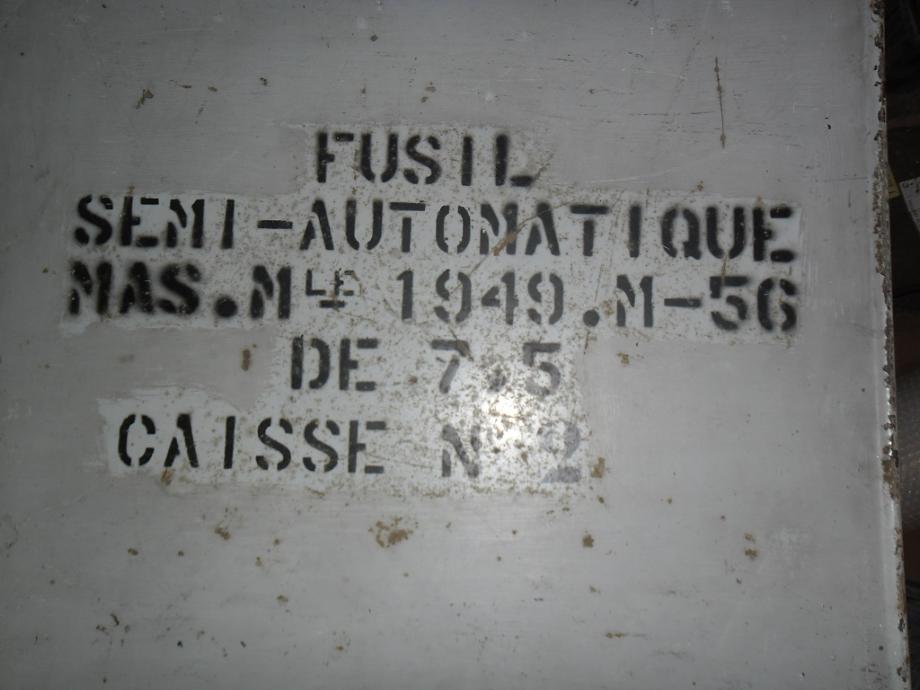 FUSIL
SEMI-AUTOMATIQUE
MAS.MLE 1949.M-56
DE 7.5
CAISSE N° 2